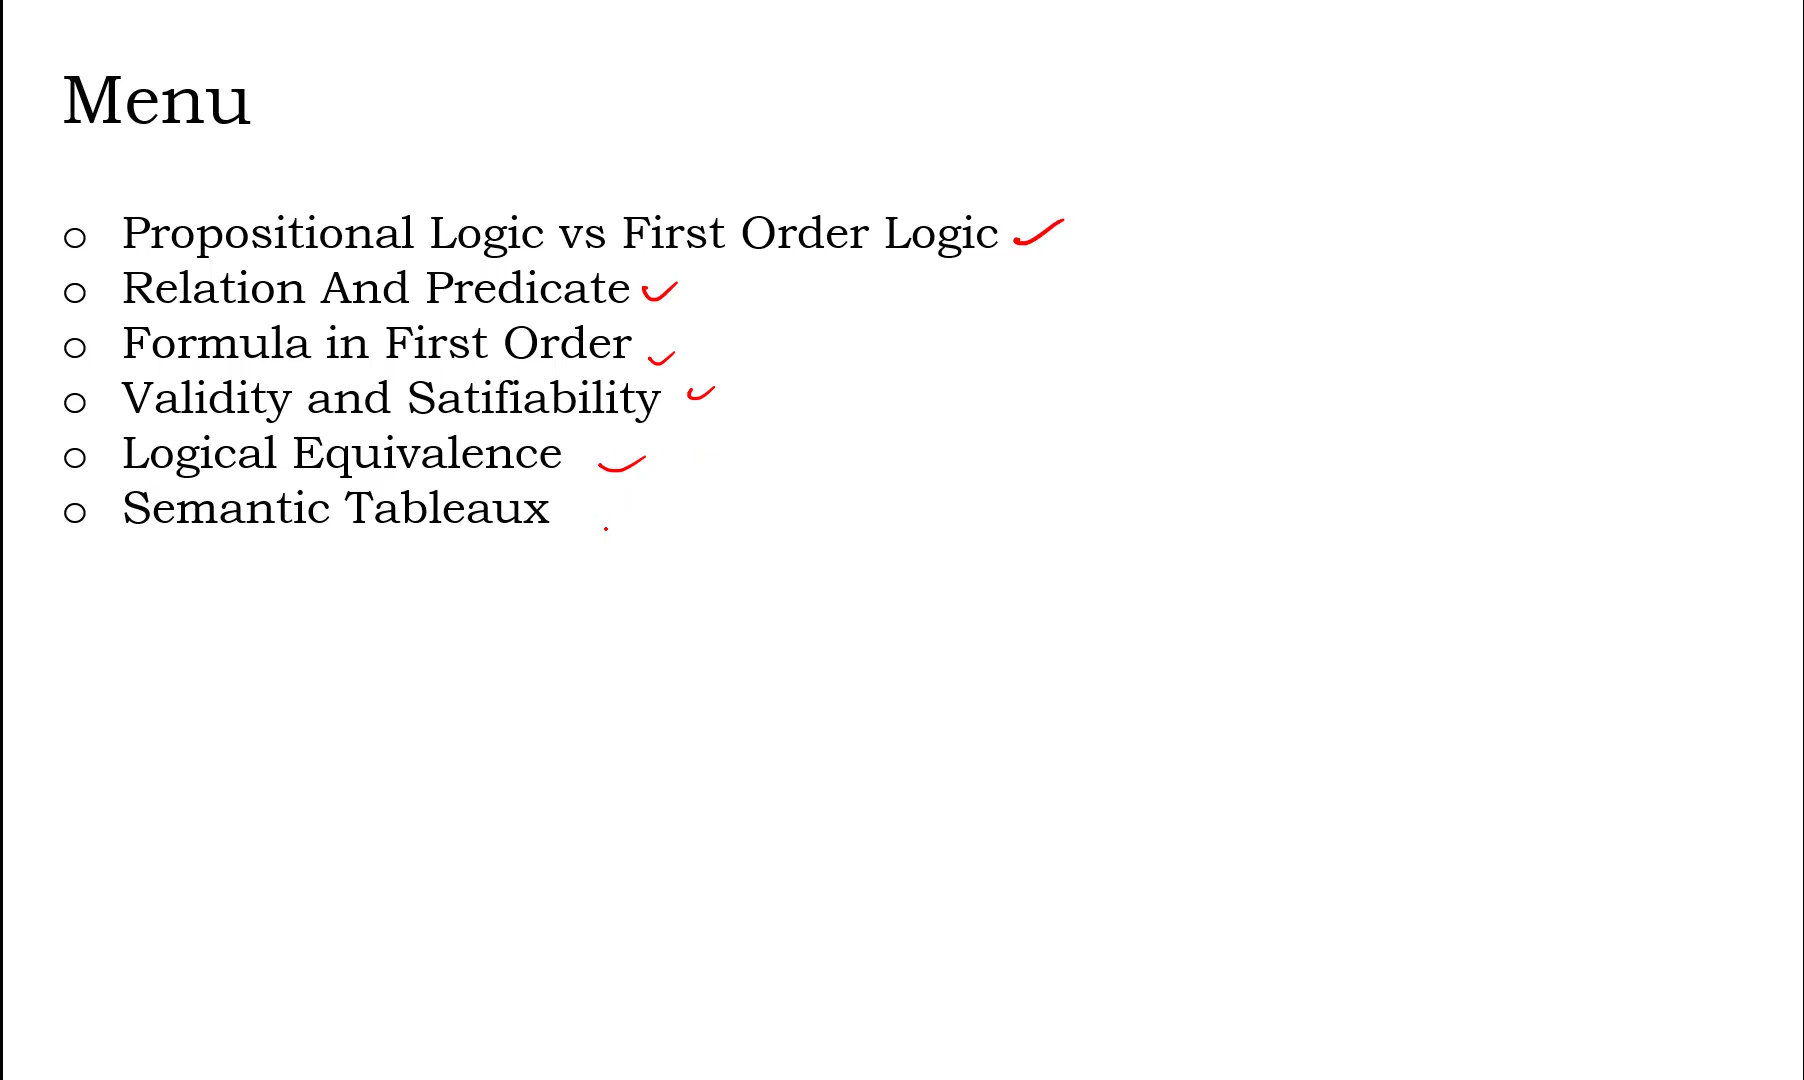 Menu
o Propositional Logic vs First Order Logic
o Relation And Predicate
o Formula in First Order
o Validity and Satifiability
o Logical Equivalence
o Semantic Tableaux